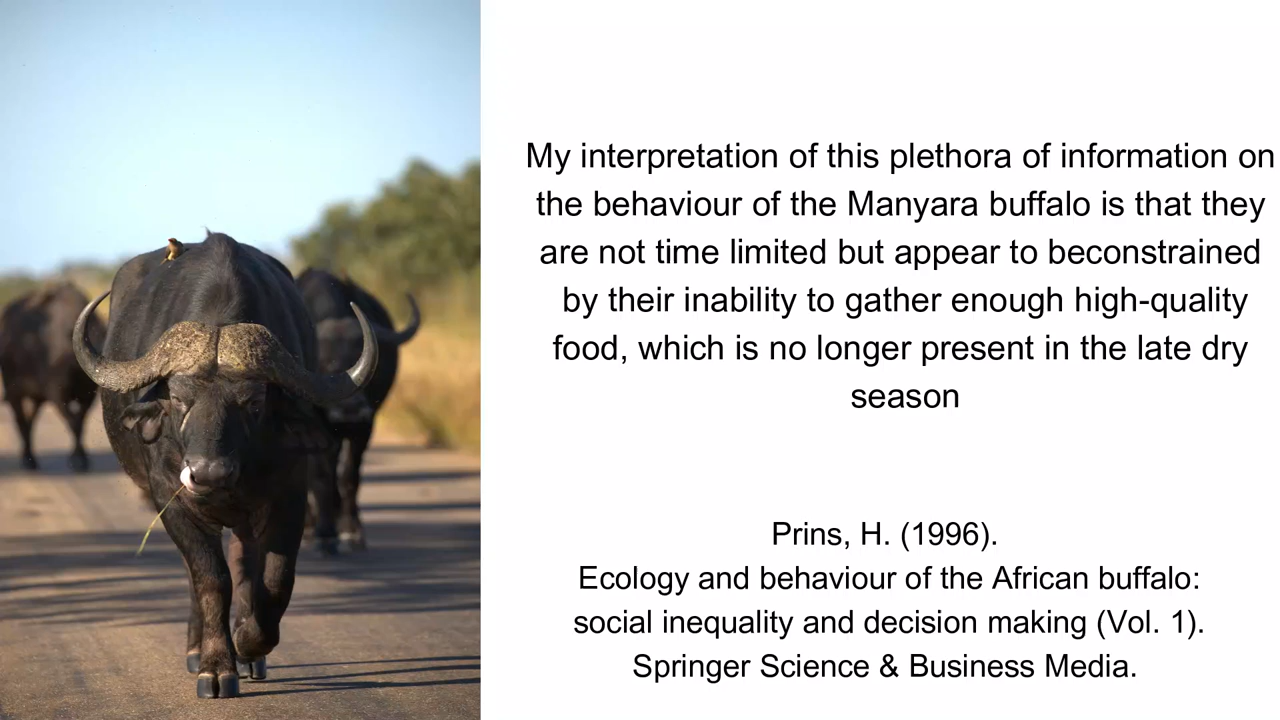 My interpretation of this plethora of information on
the behaviour of the Manyara buffalo is that they
are not time limited but appear to beconstrained
by their inability to gather enough high-quality
food, which is no longer present in the late dry
season
Prins, H. (1996).
Ecology and behaviour of the African buffalo:
social inequality and decision making (Vol. 1).
Springer Science & Business Media.